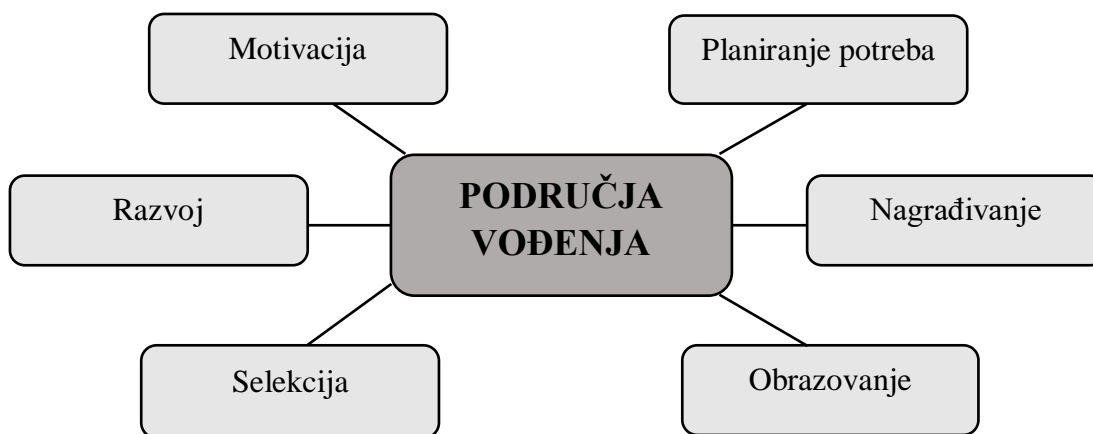 Motivacija
Planiranje potreba
Razvoj
PODRUČJA
VOĐENJA
Nagrađivanje
Selekcija
Obrazovanje